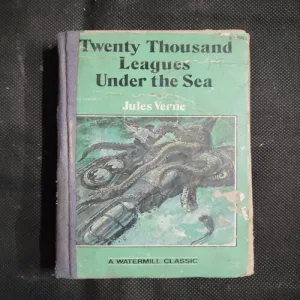 Twenty Thousand
Leagues
Under the Sea
Jules Verne
A WATERMILL CLASSIC